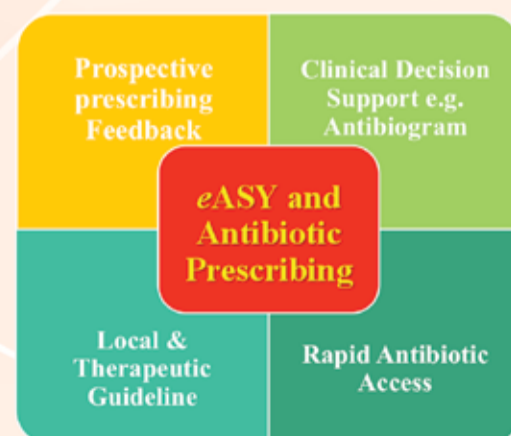 Prospective
prescribing
Feedback
Clinical Decision
Support e.g.
Antibiogram
eASY and
Antibiotic
Prescribing
Local &
Therapeutic
Guideline
Rapid Antibiotic
Access